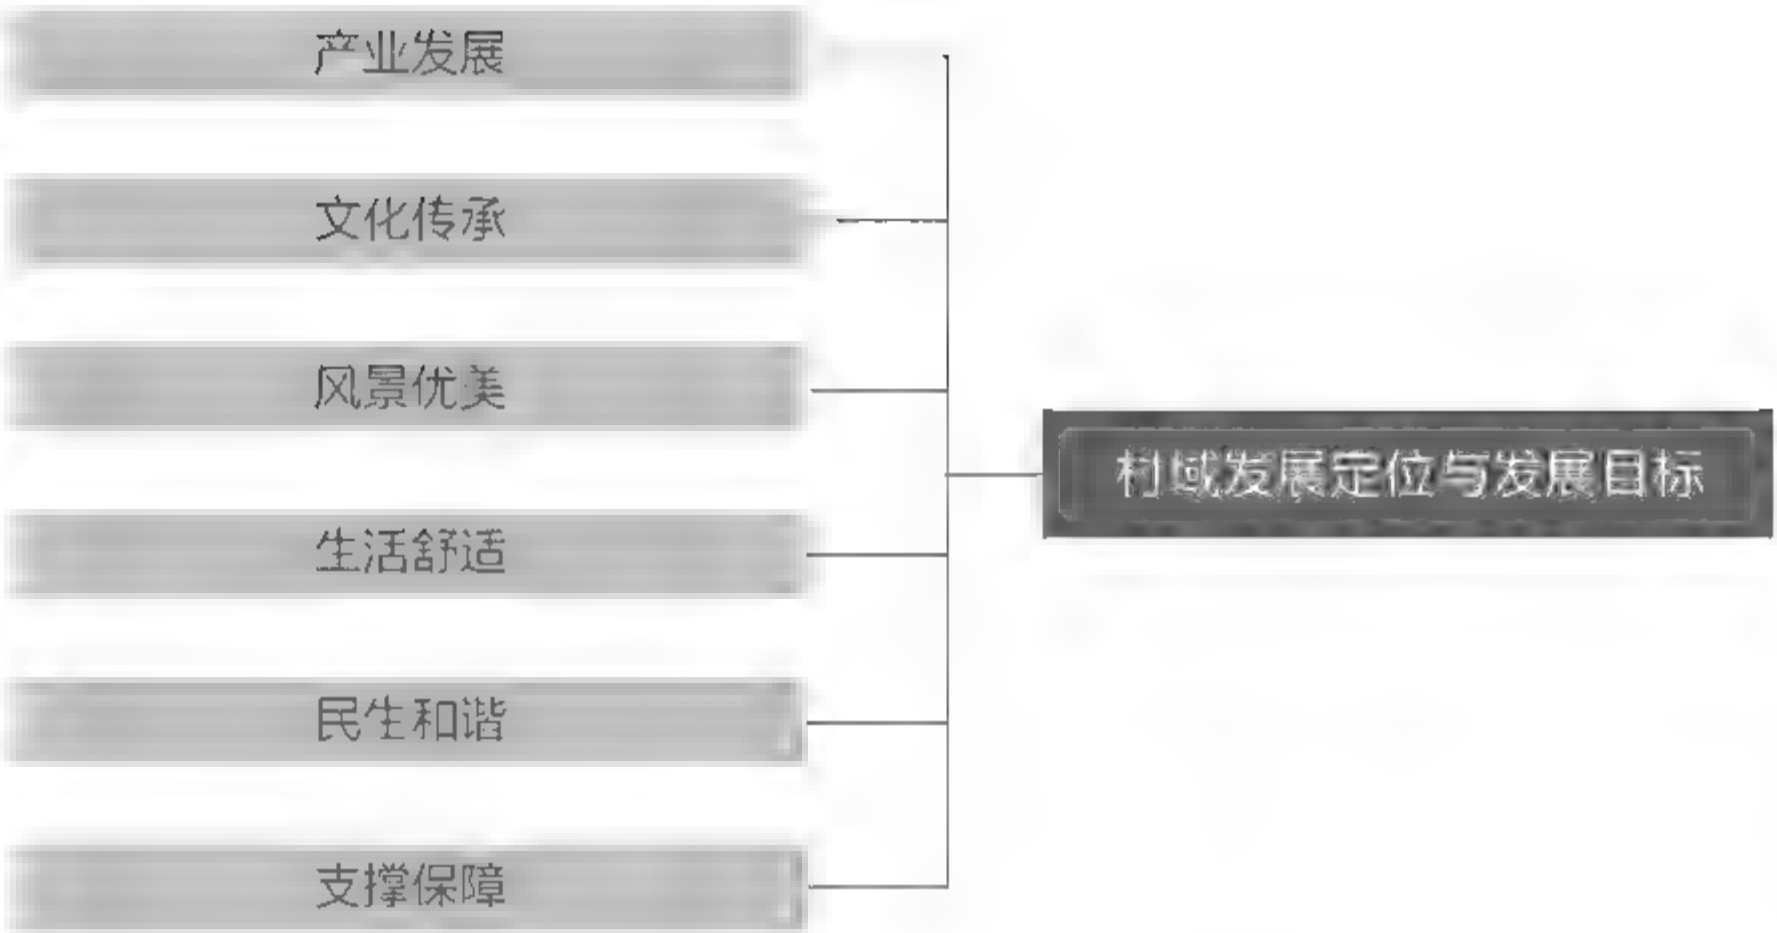 产业发展
文化传承
风景优美
生活舒适
民生和谐
支撑保障
村域发展定位与发展目标